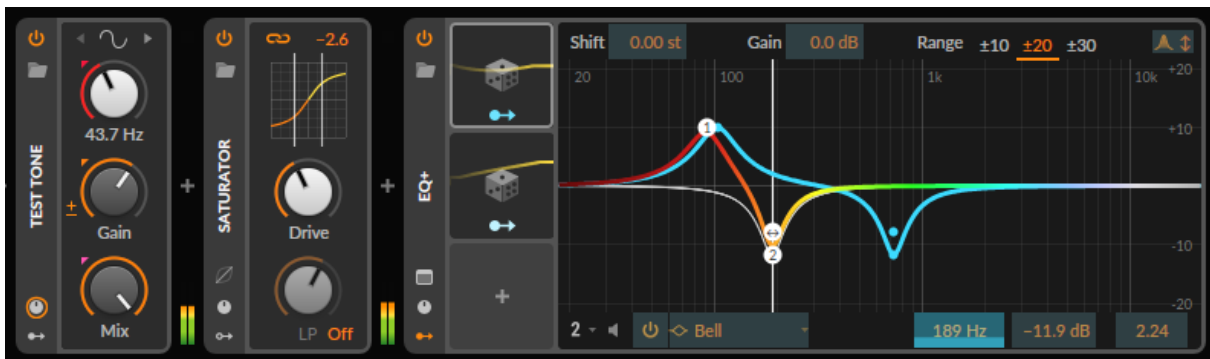 TEST TONE
43.7 Hz
±
Gain
Mix
SATURATOR
-2.6
Drive
LP Off
EQ+
Shift 0.00 st Gain 0.0 dB Range ±10 ±20 ±30
20 100 1k 10k +20
+10
-10
-20
1
2
2 Bell 189 Hz −11.9 dB 2.24